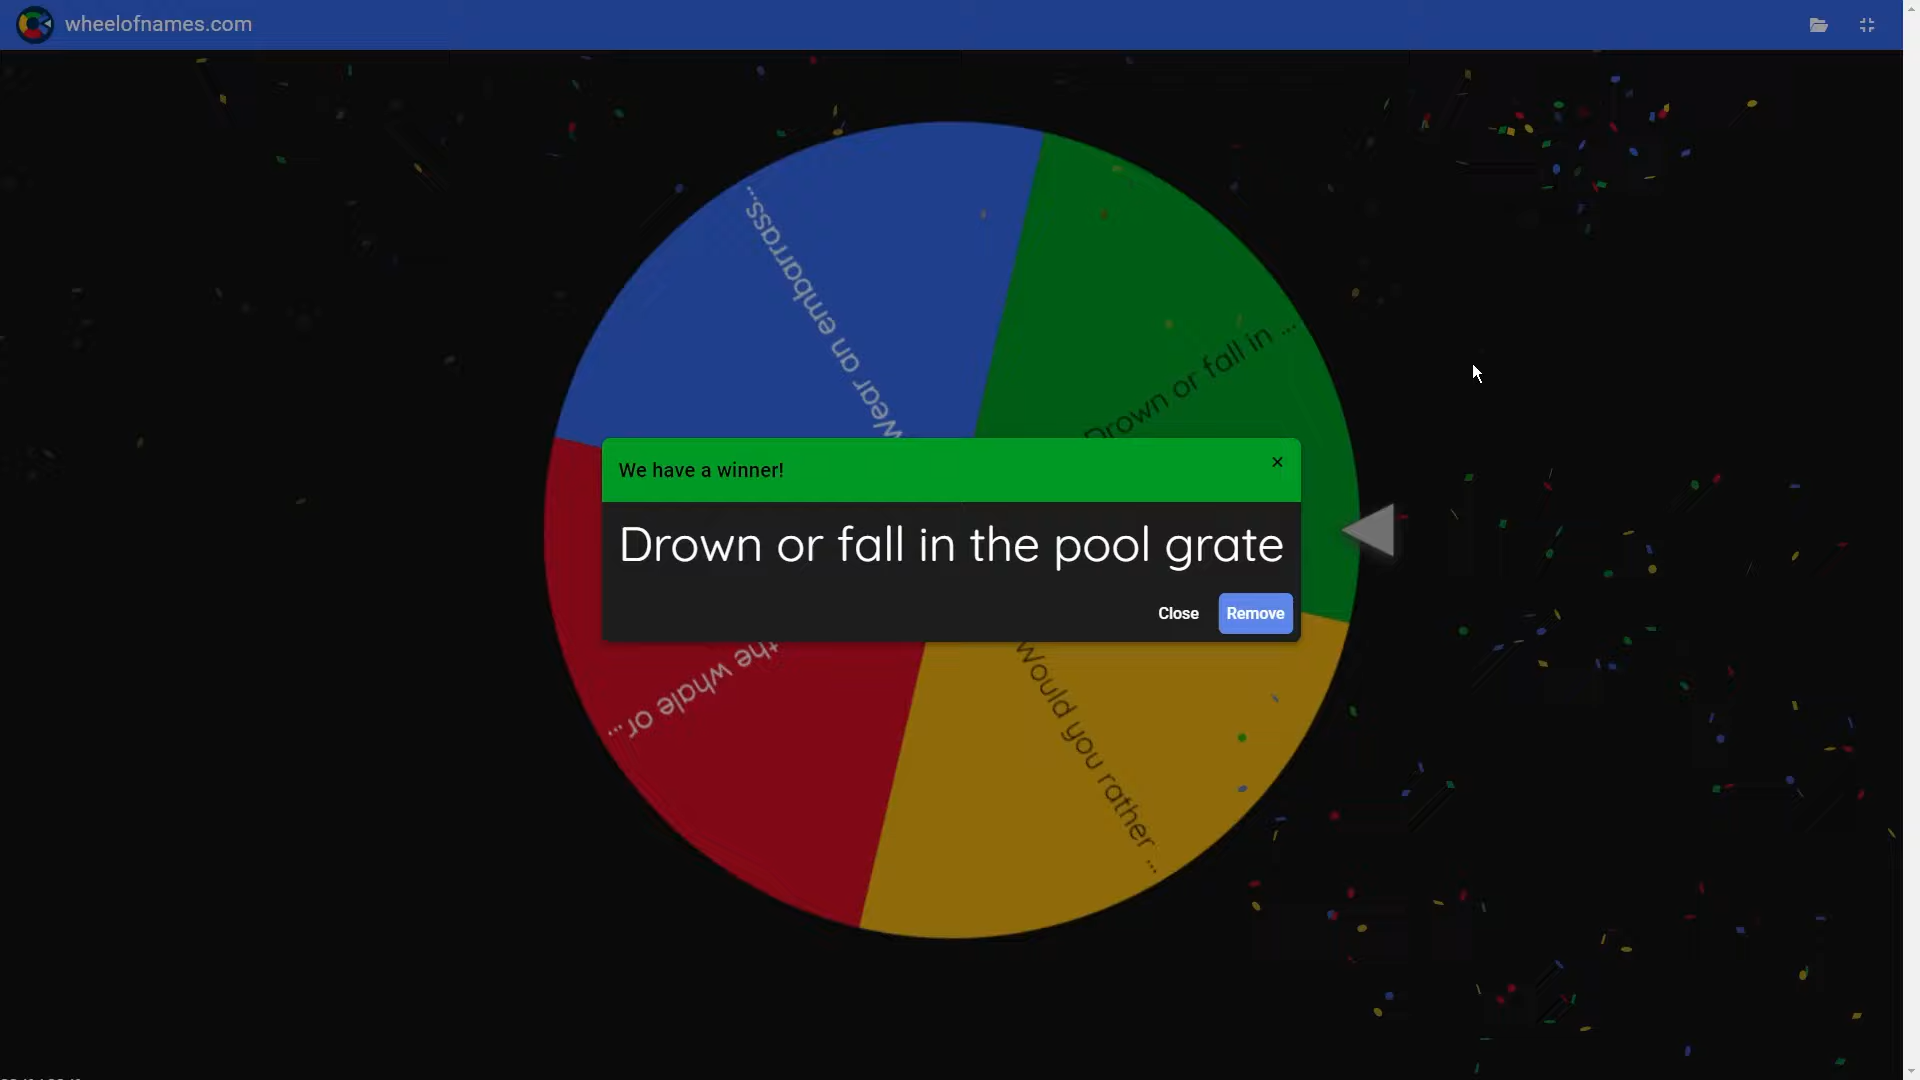 wheelofnames.com
wear an embarrass...
Drown or fall in ...
We have a winner!
Drown or fall in the pool grate
Close
Remove
the whale or...
Would you rather ...